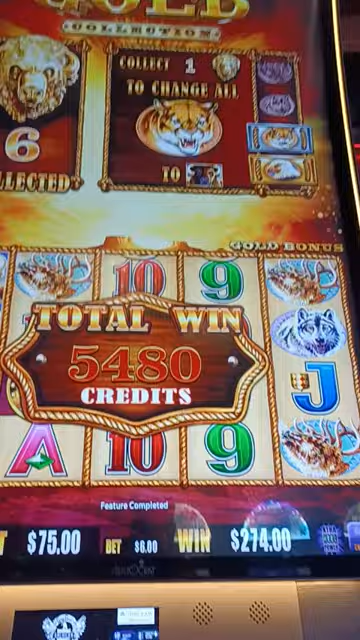 GOLD
COLLECTION
COLLECT 1
TO CHANGE ALL
6
TO
LLECTED
GOLD BONUS
10
9
TOTAL WIN
5480
CREDITS
J
A
10
9
Feature Completed
$75.00
BET $6.00
WIN $274.00